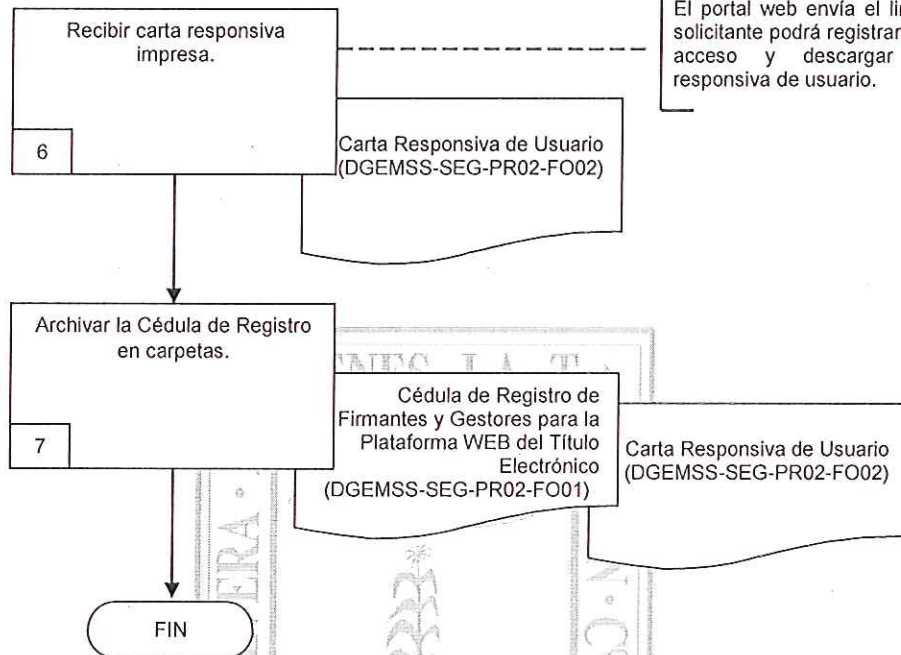 Recibir carta responsiva
impresa.
6
El portal web envía el
solicitante podrá registrar
acceso y descargar
responsiva de usuario.
Carta Responsiva de Usuario
(DGEMSS-SEG-PR02-FO02)
Archivar la Cédula de Registro
en carpetas.
7
Cédula de Registro de
Firmantes y Gestores para la
Plataforma WEB del Título
Electrónico
(DGEMSS-SEG-PR02-FO01)
Carta Responsiva de Usuario
(DGEMSS-SEG-PR02-FO02)
FIN